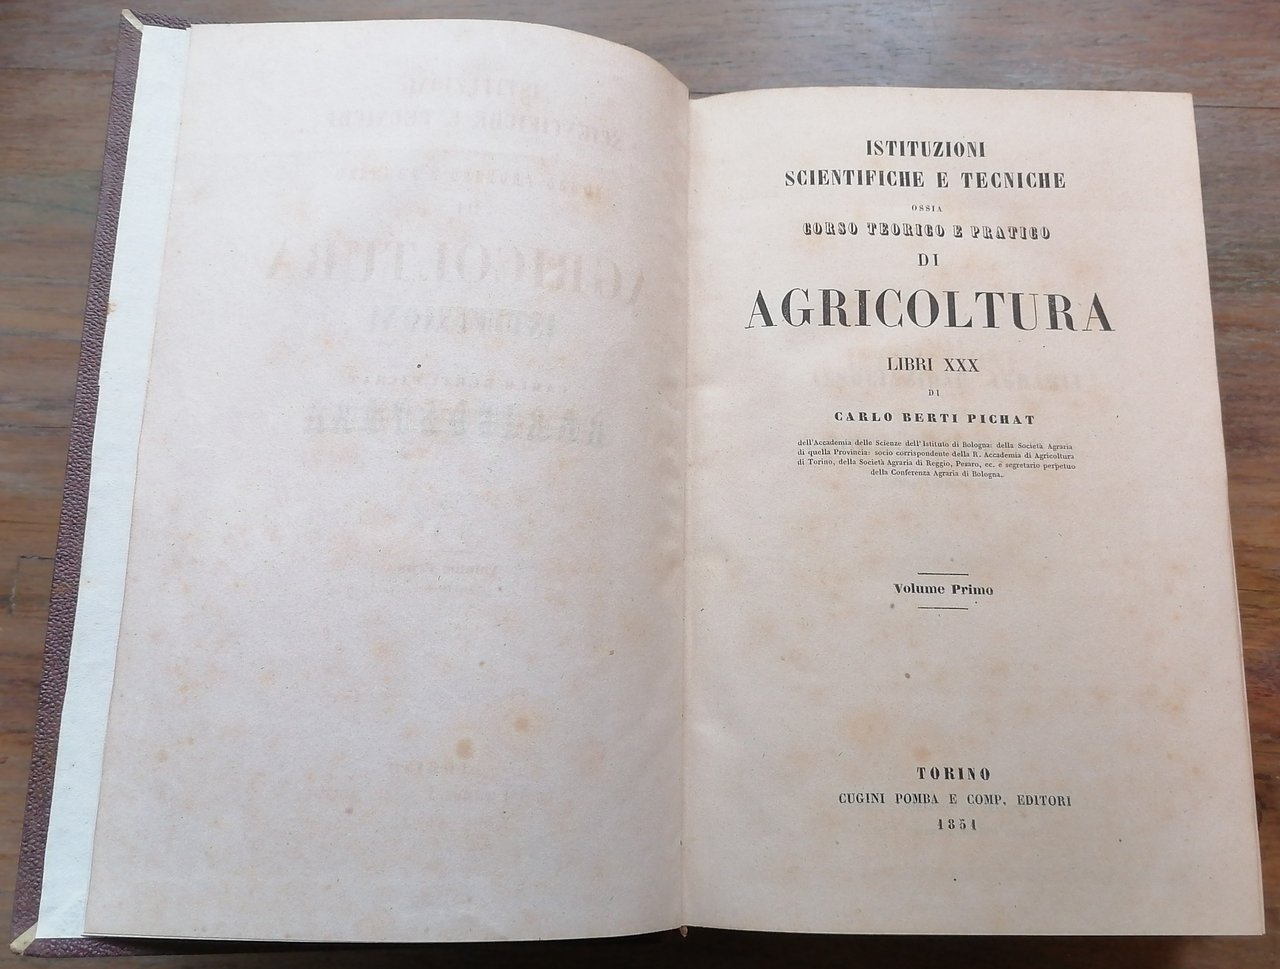 ISTITUZIONI
SCIENTIFICHE E TECNICHE
OSSIA
CORSO TEORICO E PRATICO
DI
AGRICOLTURA
LIBRI XXX
DI
CARLO BERTI PICHAT
dell'Accademia delle Scienze dell'Istituto di Bologna: della Società Agraria
di quella Provincia: socio corrispondente della R. Accademia di Agricoltura
di Torino, della Società Agraria di Reggio, Pesaro, ec. e segretario perpetuo
della Conferenza Agraria di Bologna.
Volume Primo
TORINO
CUGINI POMBA E COMP. EDITORI
1851